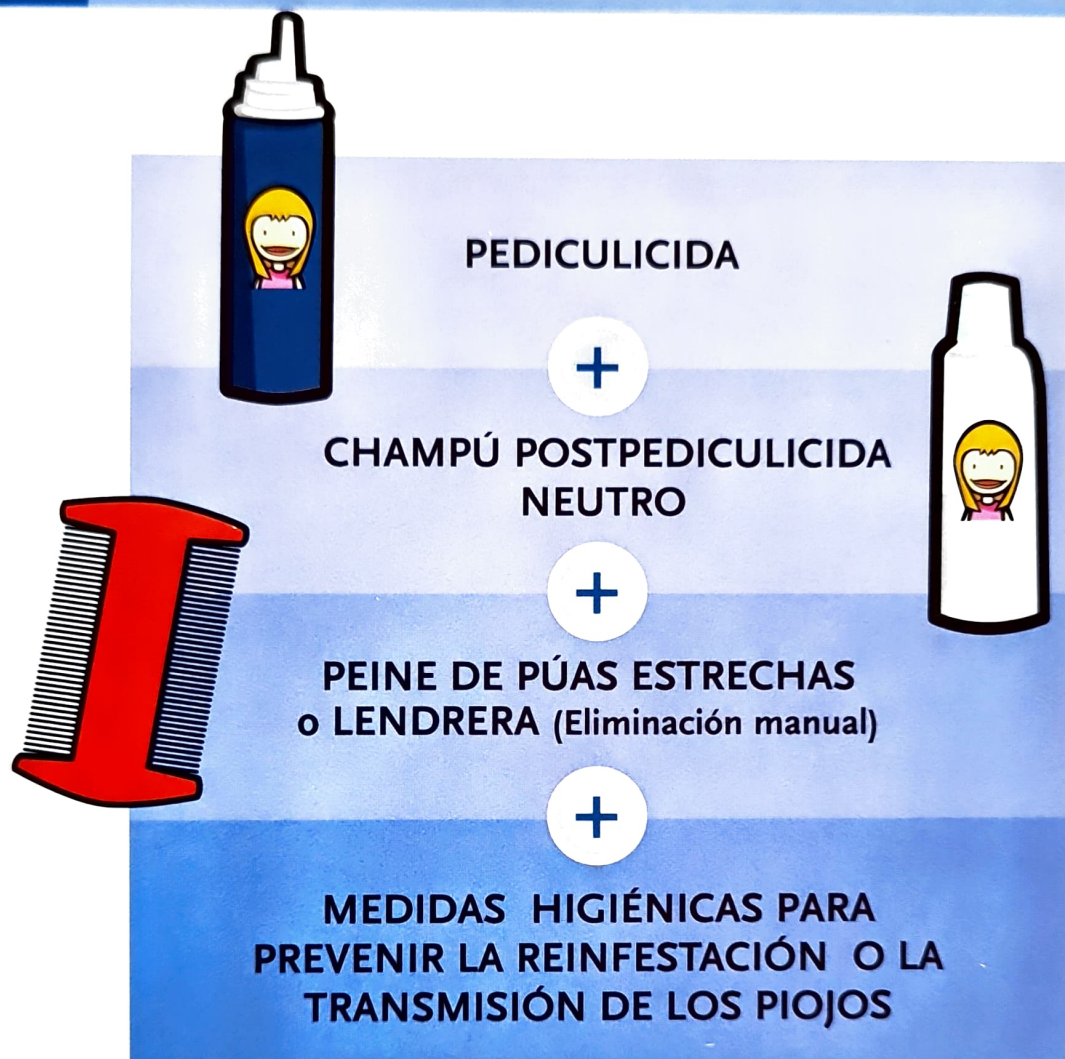 PEDICULICIDA
+
CHAMPÚ POSTPEDICULICIDA
NEUTRO
+
PEINE DE PÚAS ESTRECHAS
o LENDRERA (Eliminación manual)
+
MEDIDAS HIGIÉNICAS PARA
PREVENIR LA REINFESTACIÓN O LA
TRANSMISIÓN DE LOS PIOJOS